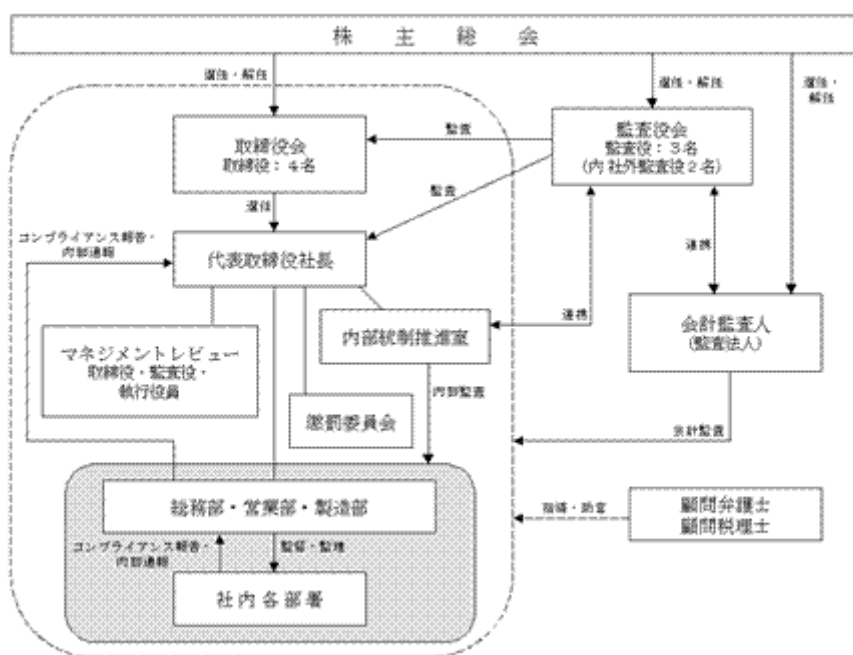 株主総会
選任・解任
選任・解任
選任・
解任
取締役会
取締役：4名
監査
監査役会
監査役：3名
(内 社外監査役2名)
選任
監査
コンプライアンス報告・
内部通報
代表取締役社長
連携
連携
マネジメントレビュー
取締役・監査役・
執行役員
内部統制推進室
会計監査人
(監査法人)
内部監査
懲罰委員会
会計監査
総務部・営業部・製造部
指導・助言
顧問弁護士
顧問税理士
コンプライアンス報告・
内部通報
監督・監理
社内各部署